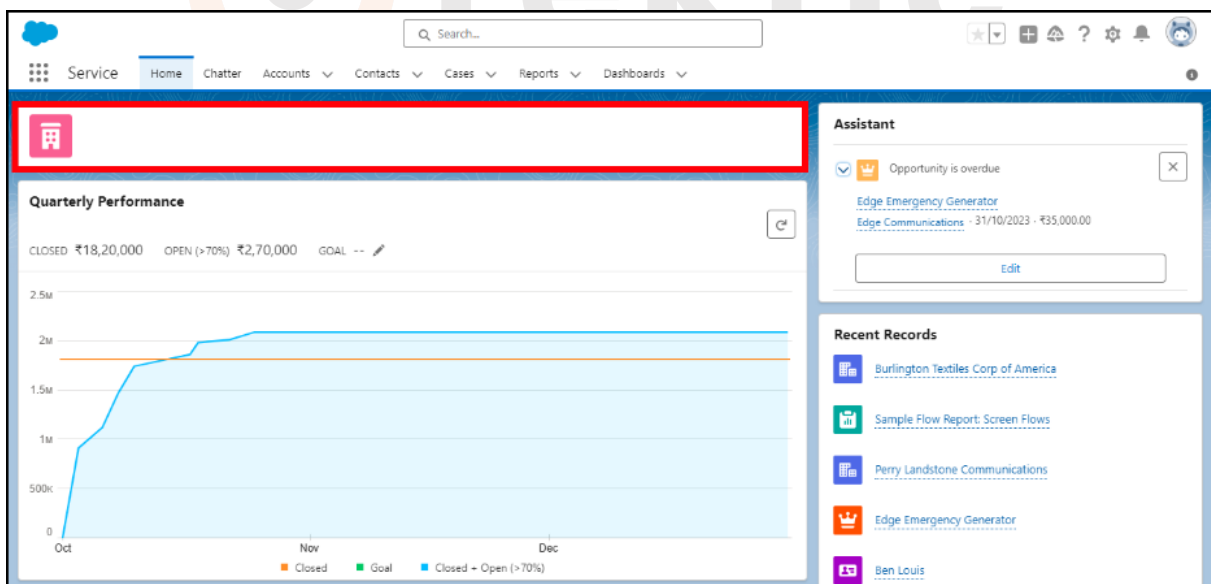 Search...
Service Home Chatter Accounts Contacts Cases Reports Dashboards
Quarterly Performance
CLOSED ₹18,20,000 OPEN (>70%) ₹2,70,000 GOAL --
2.5M
2M
1.5M
1M
500K
0
Oct Nov Dec
Closed Goal Closed + Open (>70%)
Assistant
Opportunity is overdue
Edge Emergency Generator
Edge Communications · 31/10/2023 · ₹35,000.00
Edit
Recent Records
Burlington Textiles Corp of America
Sample Flow Report: Screen Flows
Perry Landstone Communications
Edge Emergency Generator
Ben Louis